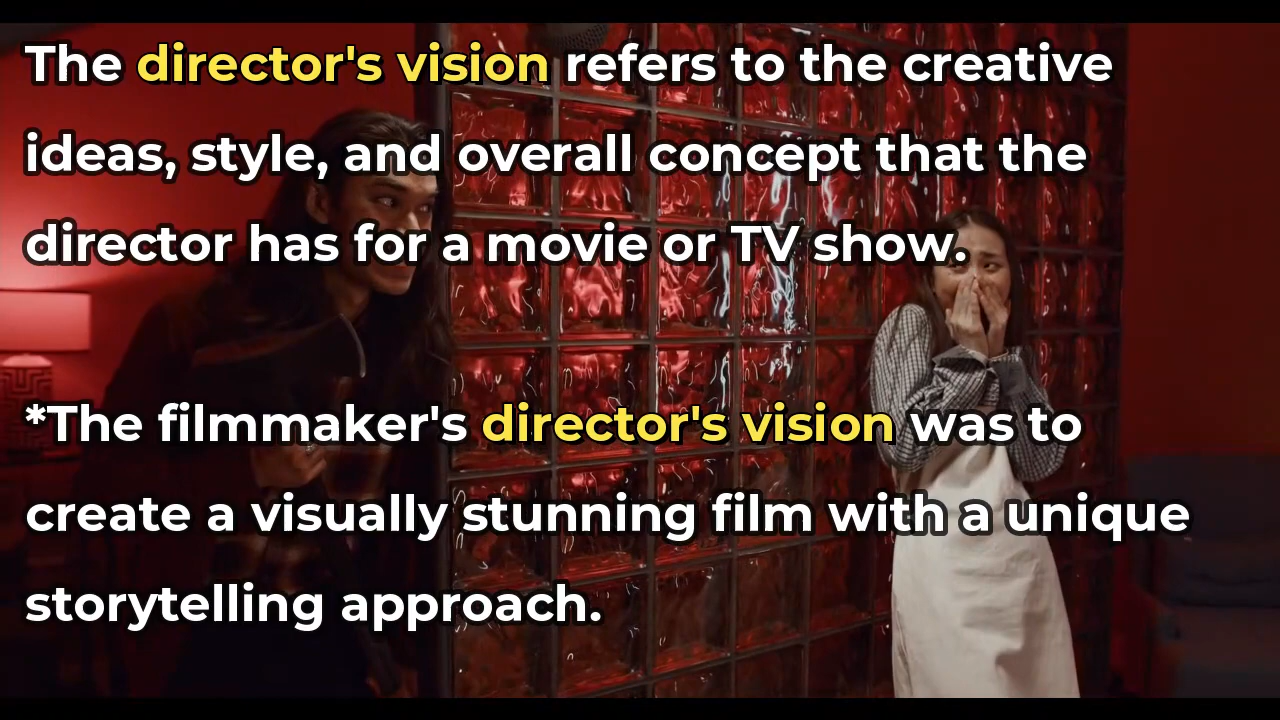 The director's vision refers to the creative
ideas, style, and overall concept that the
director has for a movie or TV show.
*The filmmaker's director's vision was to
create a visually stunning film with a unique
storytelling approach.